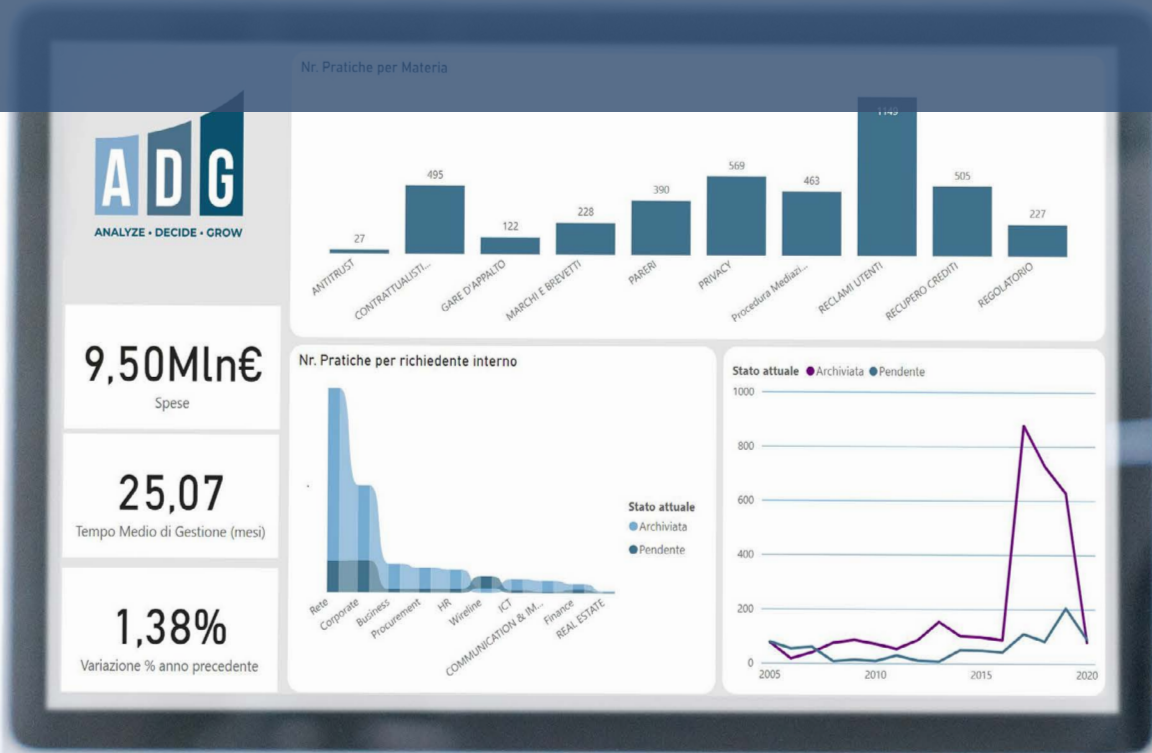 Nr. Pratiche per Materia
ADG
ANALYZE • DECIDE • GROW
27
495
122
228
390
569
463
1149
505
227
ANTITRUST
CONTRATTUALISTI...
GARE D'APPALTO
MARCHI E BREVETTI
PARERI
PRIVACY
Procedura Mediazi...
RECLAMI UTENTI
RECUPERO CREDITI
REGOLATORIO
9,50Mln€
Spese
25,07
Tempo Medio di Gestione (mesi)
1,38%
Variazione % anno precedente
Nr. Pratiche per richiedente interno
Stato attuale
Archiviata
Pendente
Rete
Corporate
Business
Procurement
HR
Wireline
ICT
COMMUNICATION & IM...
Finance
REAL ESTATE
Stato attuale Archiviata Pendente
1000
800
600
400
200
0
2005
2010
2015
2020